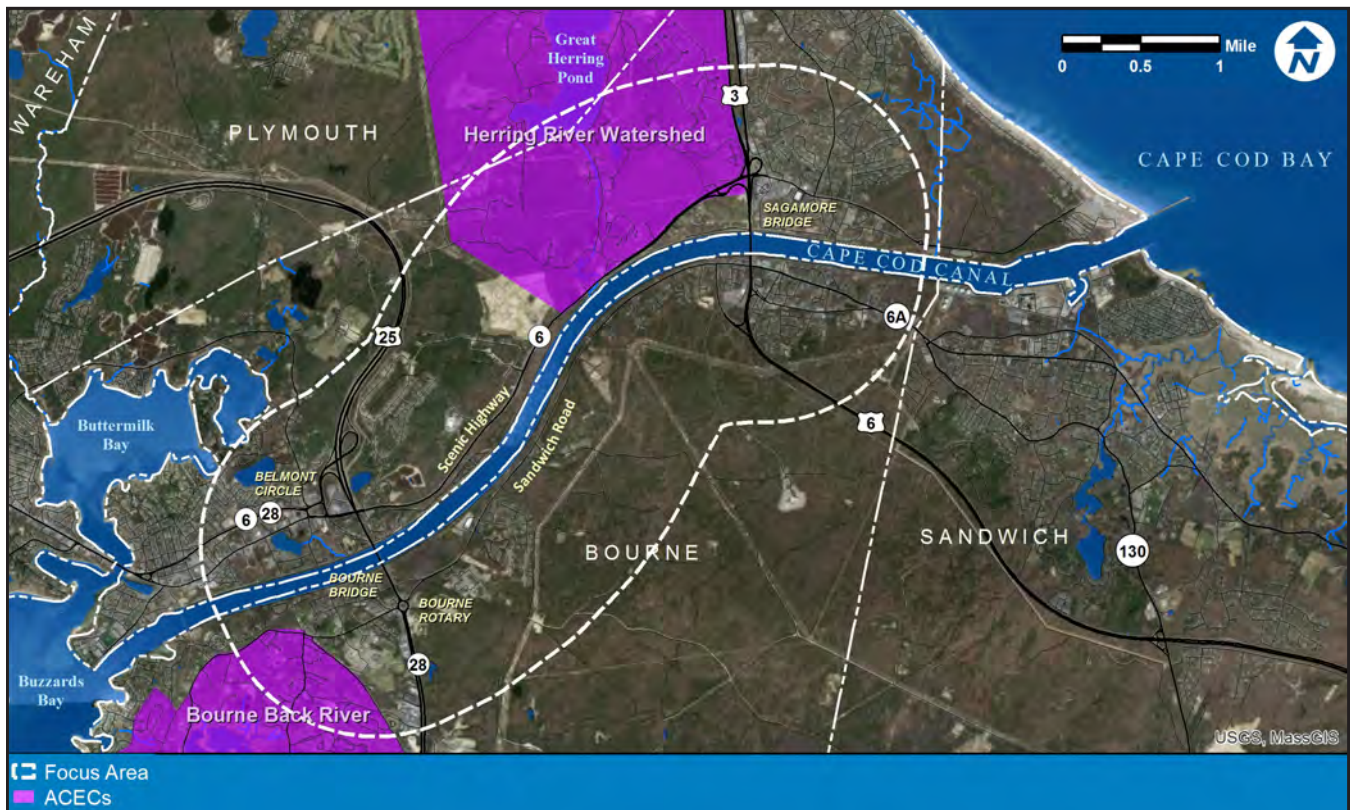 WAREHAM
PLYMOUTH
Great
Herring
Pond
Herring River Watershed
3
Mile
0 0.5 1
N
CAPE COD BAY
SAGAMORE
BRIDGE
CAPE COD CANAL
6A
25
6
Scenic Highway
Sandwich Road
6
Buttermilk
Bay
BELMONT
CIRCLE
6 28
BOURNE
SANDWICH
130
BOURNE
BRIDGE
BOURNE
ROTARY
28
Buzzards
Bay
Bourne Back River
USGS, MassGIS
Focus Area
ACECs